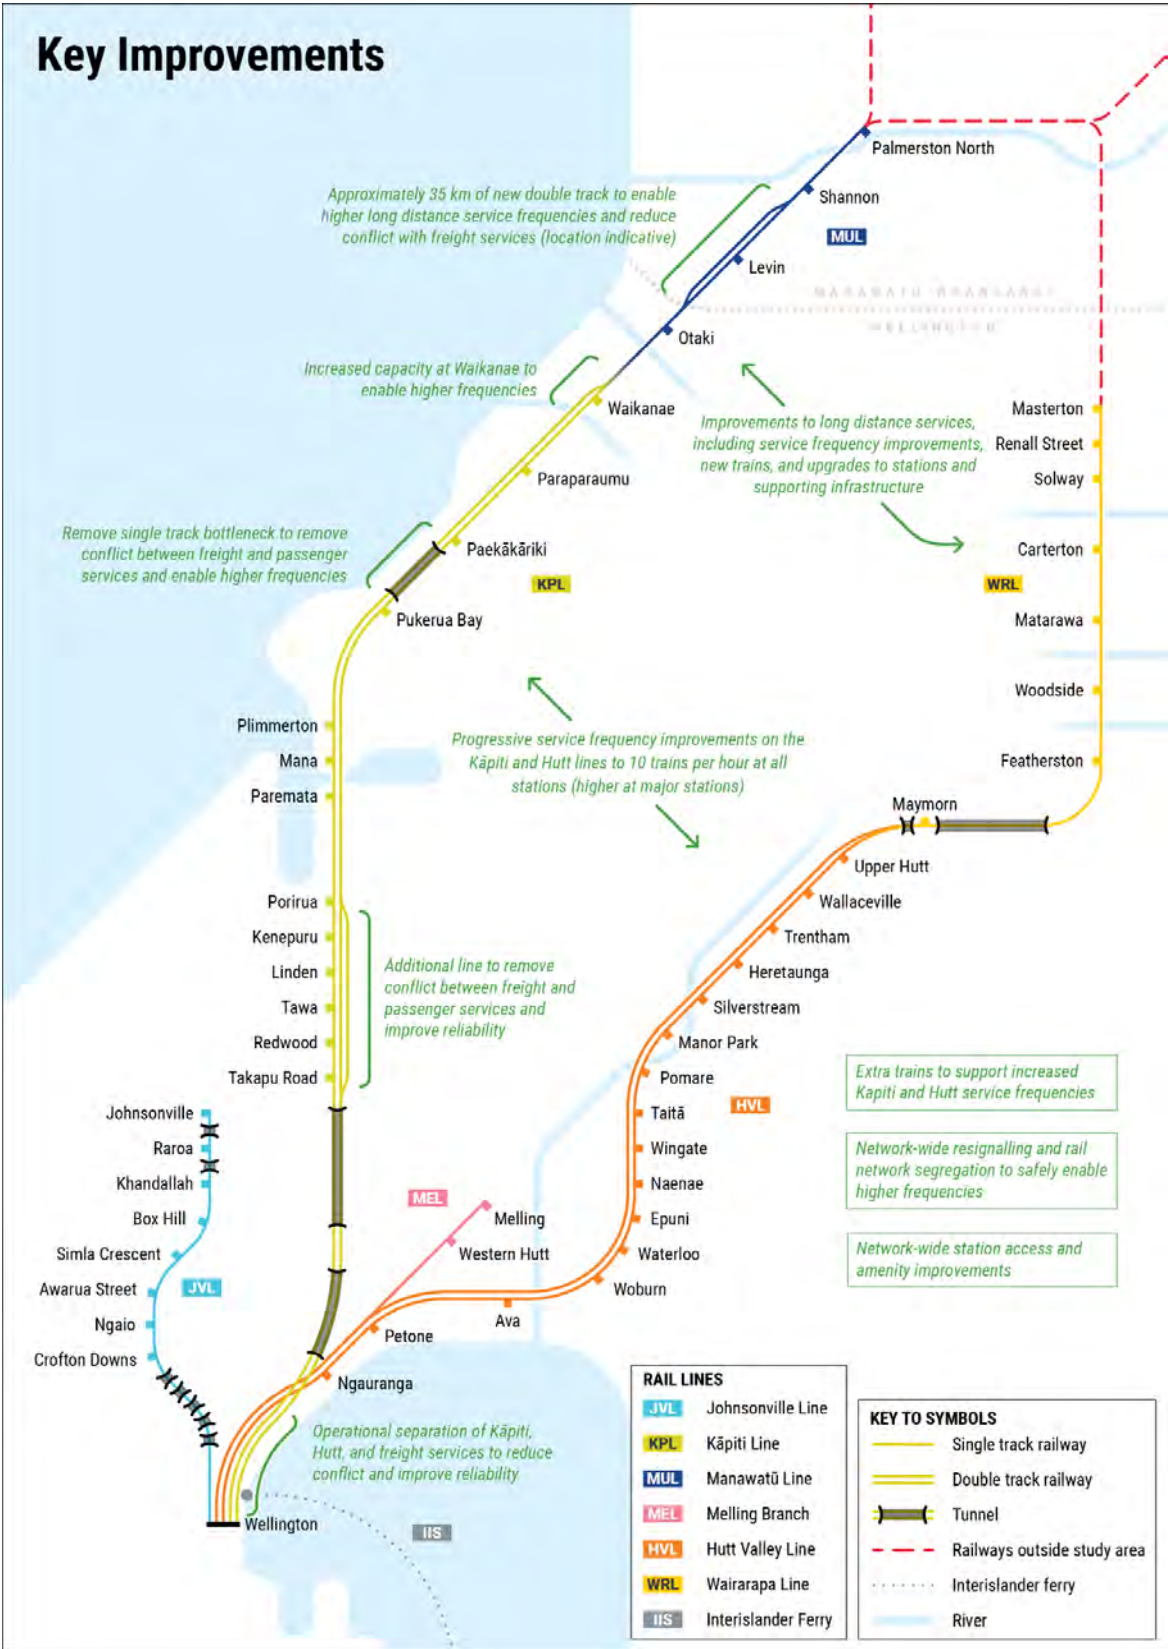 Key Improvements
Palmerston North
Shannon
MUL
Levin
Otaki
Approximately 35 km of new double track to enable
higher long distance service frequencies and reduce
conflict with freight services (location indicative)
MANAWATŪ-WHANGANUI
WELLINGTON
Increased capacity at Waikanae to
enable higher frequencies
Waikanae
Paraparaumu
Improvements to long distance services,
including service frequency improvements,
new trains, and upgrades to stations and
supporting infrastructure
Masterton
Renall Street
Solway
Carterton
WRL
Matarawa
Woodside
Featherston
Maymorn
Remove single track bottleneck to remove
conflict between freight and passenger
services and enable higher frequencies
Paekākāriki
KPL
Pukerua Bay
Plimmerton
Mana
Paremata
Progressive service frequency improvements on the
Kāpiti and Hutt lines to 10 trains per hour at all
stations (higher at major stations)
Upper Hutt
Wallaceville
Trentham
Heretaunga
Silverstream
Manor Park
Pomare
HVL
Taitā
Wingate
Naenae
Epuni
Waterloo
Woburn
Ava
Petone
Ngauranga
Porirua
Kenepuru
Linden
Tawa
Redwood
Takapu Road
Additional line to remove
conflict between freight and
passenger services and
improve reliability
Johnsonville
Raroa
Khandallah
Box Hill
Simla Crescent
Awarua Street
JVL
Ngaio
Crofton Downs
MEL
Melling
Western Hutt
Extra trains to support increased
Kapiti and Hutt service frequencies
Network-wide resignalling and rail
network segregation to safely enable
higher frequencies
Network-wide station access and
amenity improvements
Operational separation of Kāpiti,
Hutt, and freight services to reduce
conflict and improve reliability
Wellington
IIS
RAIL LINES
JVL Johnsonville Line
KPL Kāpiti Line
MUL Manawatū Line
MEL Melling Branch
HVL Hutt Valley Line
WRL Wairarapa Line
IIS Interislander Ferry
KEY TO SYMBOLS
Single track railway
Double track railway
Tunnel
Railways outside study area
Interislander ferry
River